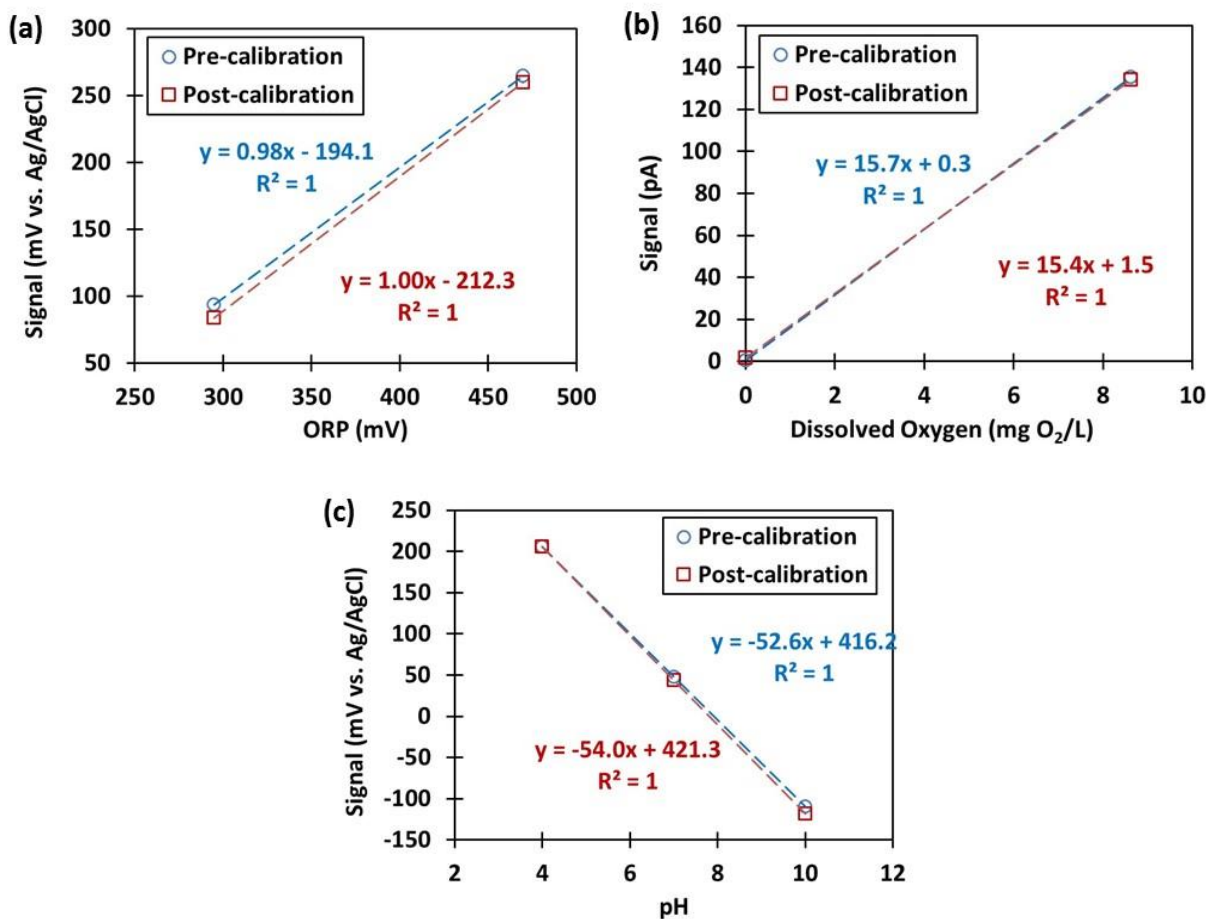 (a)
300
250
200
150
100
50
Signal (mV vs. Ag/AgCl)
Pre-calibration
Post-calibration
y = 0.98x - 194.1
R² = 1
y = 1.00x - 212.3
R² = 1
250 300 350 400 450 500
ORP (mV)
(b)
160
140
120
100
80
60
40
20
0
Signal (pA)
Pre-calibration
Post-calibration
y = 15.7x + 0.3
R² = 1
y = 15.4x + 1.5
R² = 1
0 2 4 6 8 10
Dissolved Oxygen (mg O₂/L)
(c)
250
200
150
100
50
0
-50
-100
-150
Signal (mV vs. Ag/AgCl)
Pre-calibration
Post-calibration
y = -52.6x + 416.2
R² = 1
y = -54.0x + 421.3
R² = 1
2 4 6 8 10 12
pH